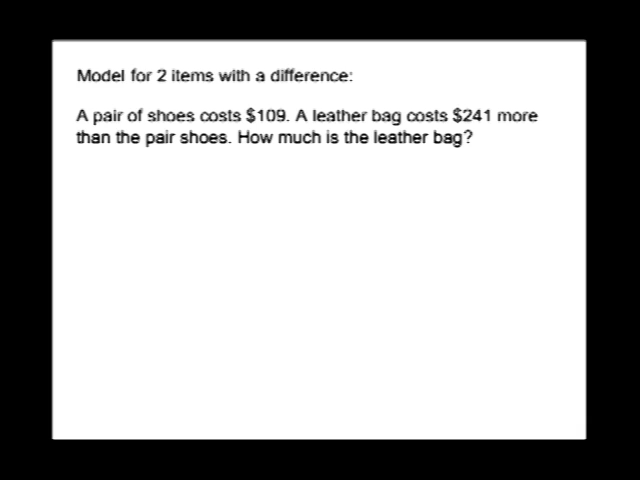 Model for 2 items with a difference:
A pair of shoes costs $109. A leather bag costs $241 more
than the pair shoes. How much is the leather bag?